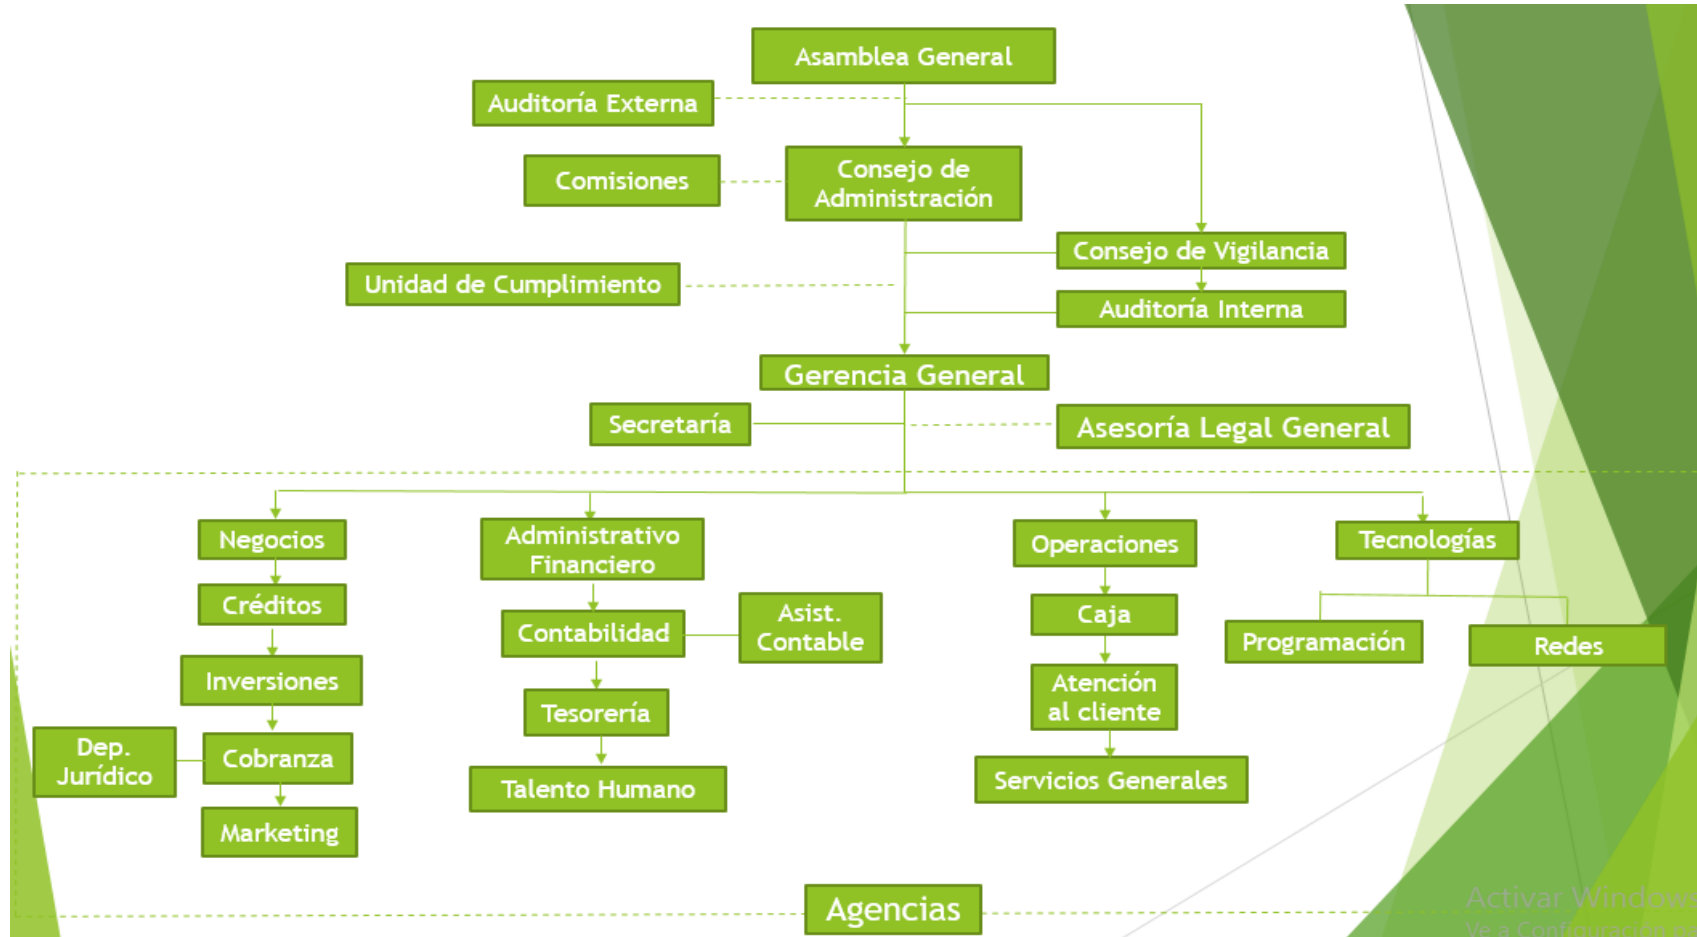 Asamblea General
Auditoría Externa
Comisiones
Consejo de
Administración
Consejo de Vigilancia
Unidad de Cumplimiento
Auditoría Interna
Gerencia General
Secretaría
Asesoría Legal General
Negocios
Administrativo
Financiero
Operaciones
Tecnologías
Créditos
Contabilidad
Asist.
Contable
Caja
Programación
Redes
Inversiones
Tesorería
Atención
al cliente
Dep.
Jurídico
Cobranza
Talento Humano
Servicios Generales
Marketing
Agencias
Activar Windows
Ve a Configuración